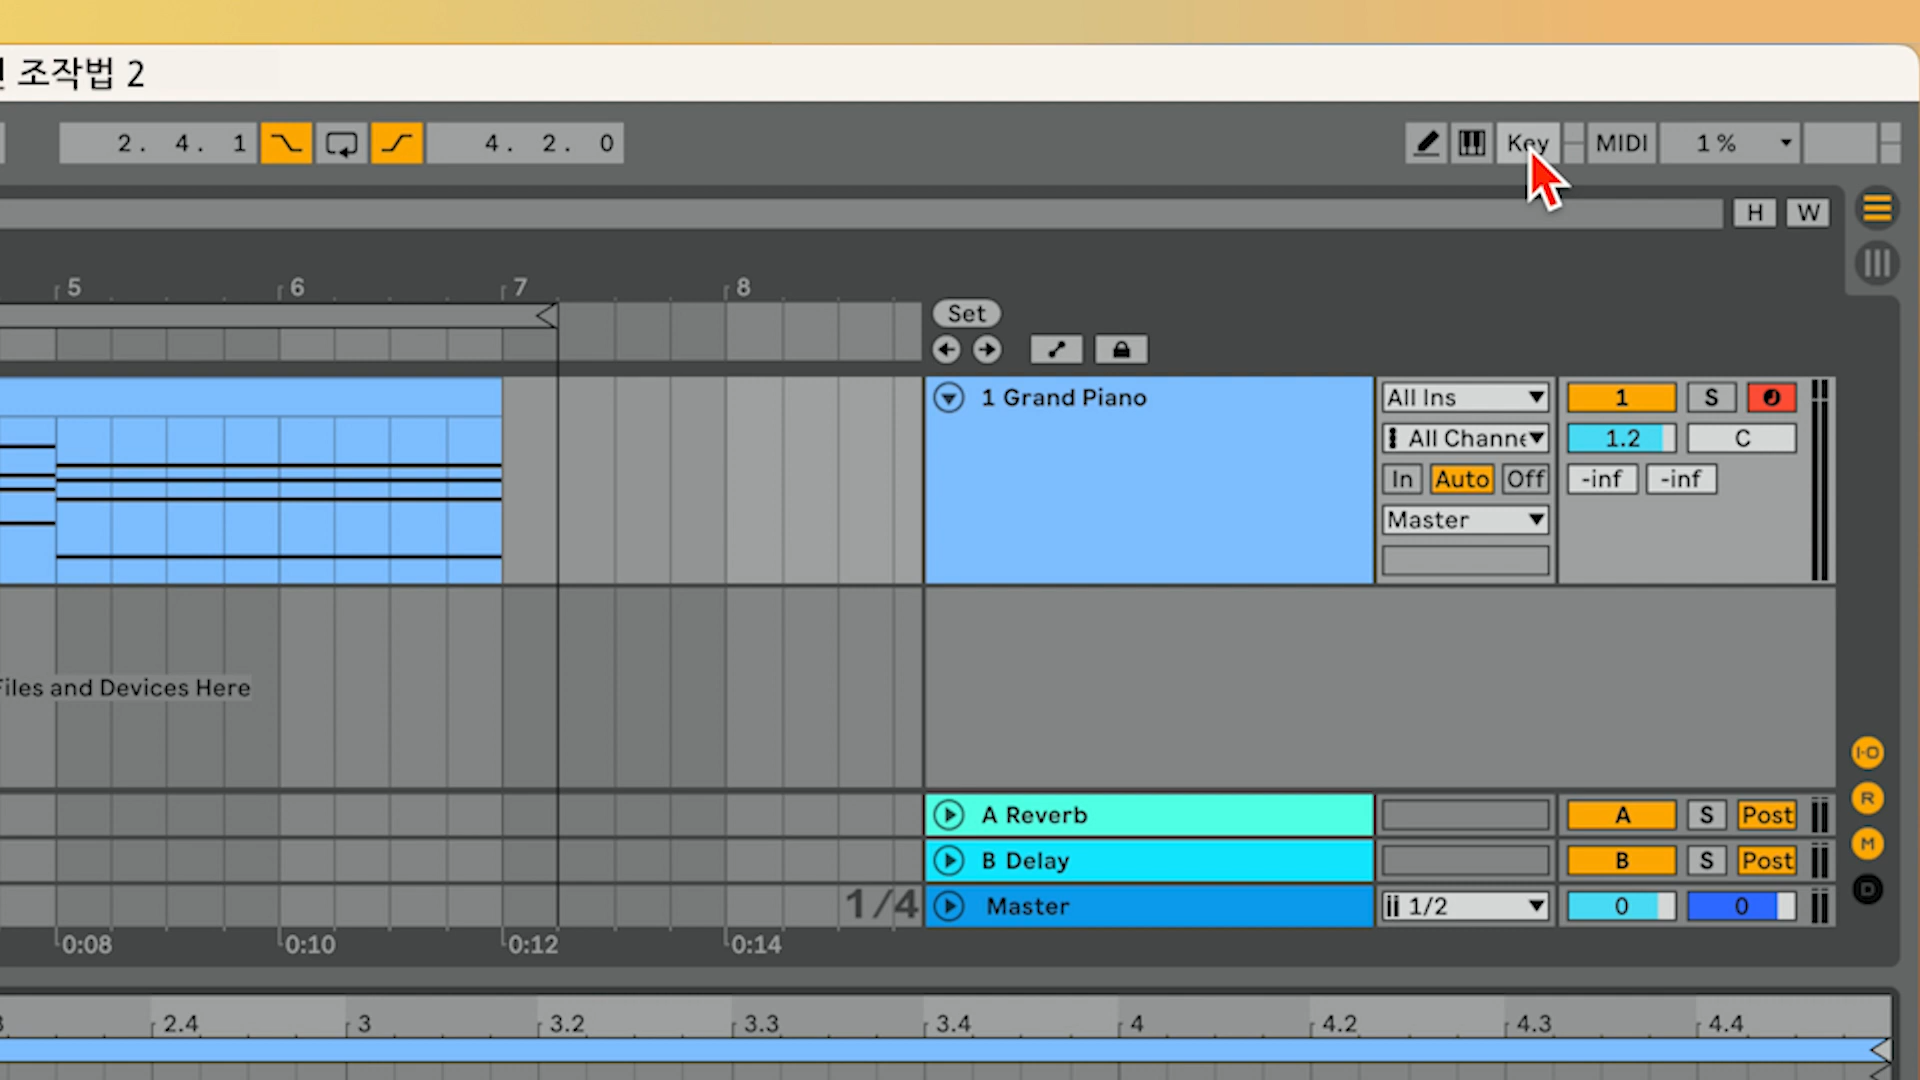 조작법 2
2. 4. 1
4. 2. 0
Key
MIDI
1 %
H
W
5
6
7
8
Set
1 Grand Piano
All Ins
1
S
All Channe
1.2
C
In
Auto
Off
-inf
-inf
Master
Files and Devices Here
I-O
A Reverb
A
S
Post
R
B Delay
B
S
Post
M
1/4
Master
1/2
0
0
D
0:08
0:10
0:12
0:14
2.4
3
3.2
3.3
3.4
4
4.2
4.3
4.4